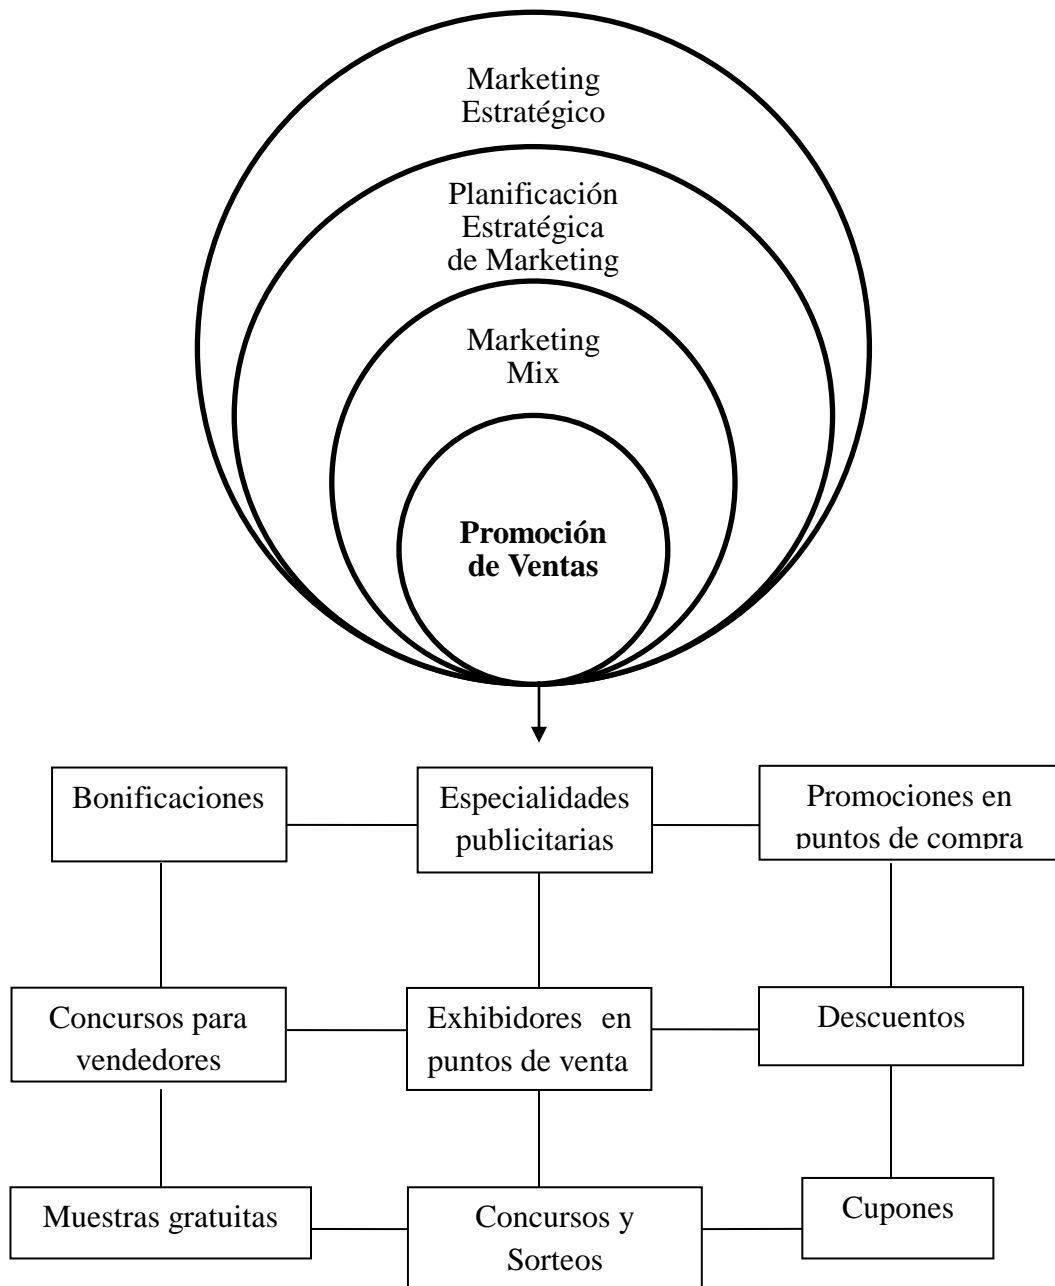 Marketing
Estratégico
Planificación
Estratégica
de Marketing
Marketing
Mix
Promoción
de Ventas
Bonificaciones
Especialidades
publicitarias
Promociones en
puntos de compra
Concursos para
vendedores
Exhibidores en
puntos de venta
Descuentos
Muestras gratuitas
Concursos y
Sorteos
Cupones